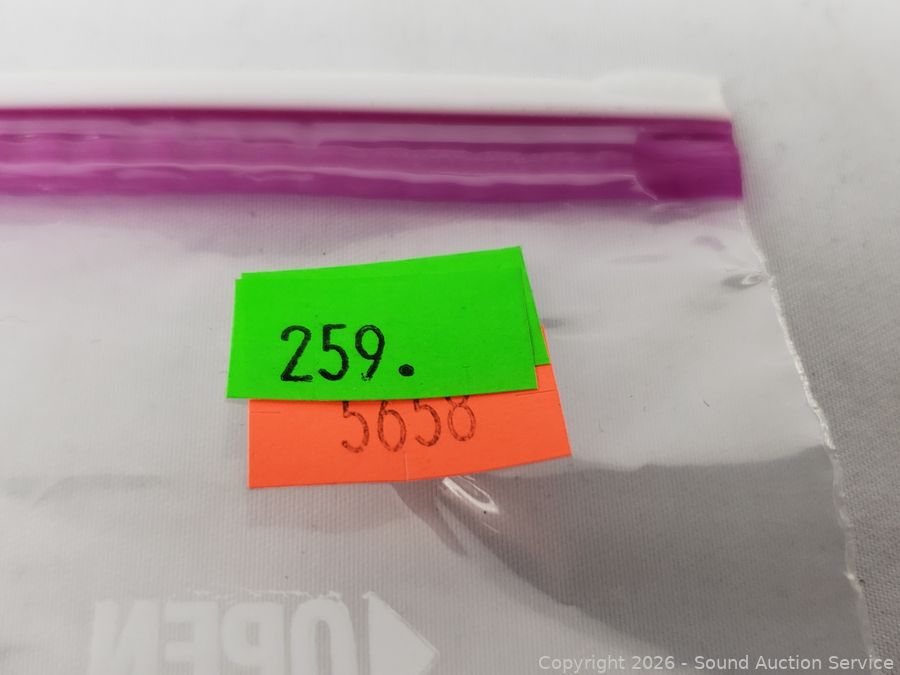 259.
5658
OPEN
Copyright 2026 - Sound Auction Service